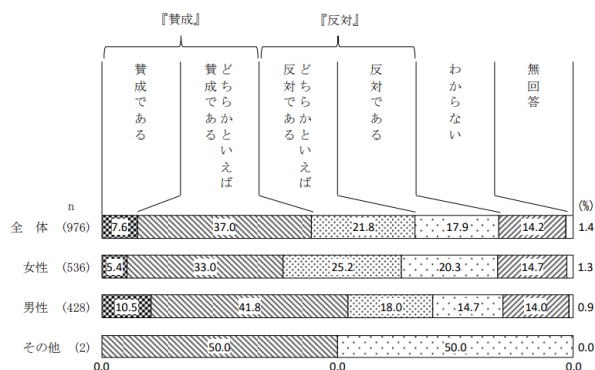 『賛成』 『反対』
賛成である
どちらかといえば
賛成である
どちらかといえば
反対である
反対である
わからない
無回答
n (%)
全 体 (976) 7.6 37.0 21.8 17.9 14.2 1.4
女性 (536) 5.4 33.0 25.2 20.3 14.7 1.3
男性 (428) 10.5 41.8 18.0 14.7 14.0 0.9
その他 (2) 50.0 50.0 0.0
0.0 0.0 0.0